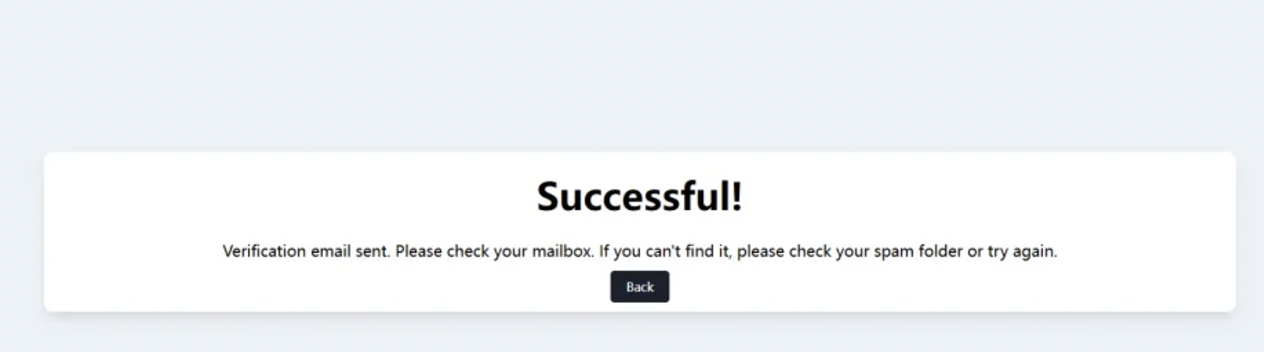 Successful!
Verification email sent. Please check your mailbox. If you can't find it, please check your spam folder or try again.
Back